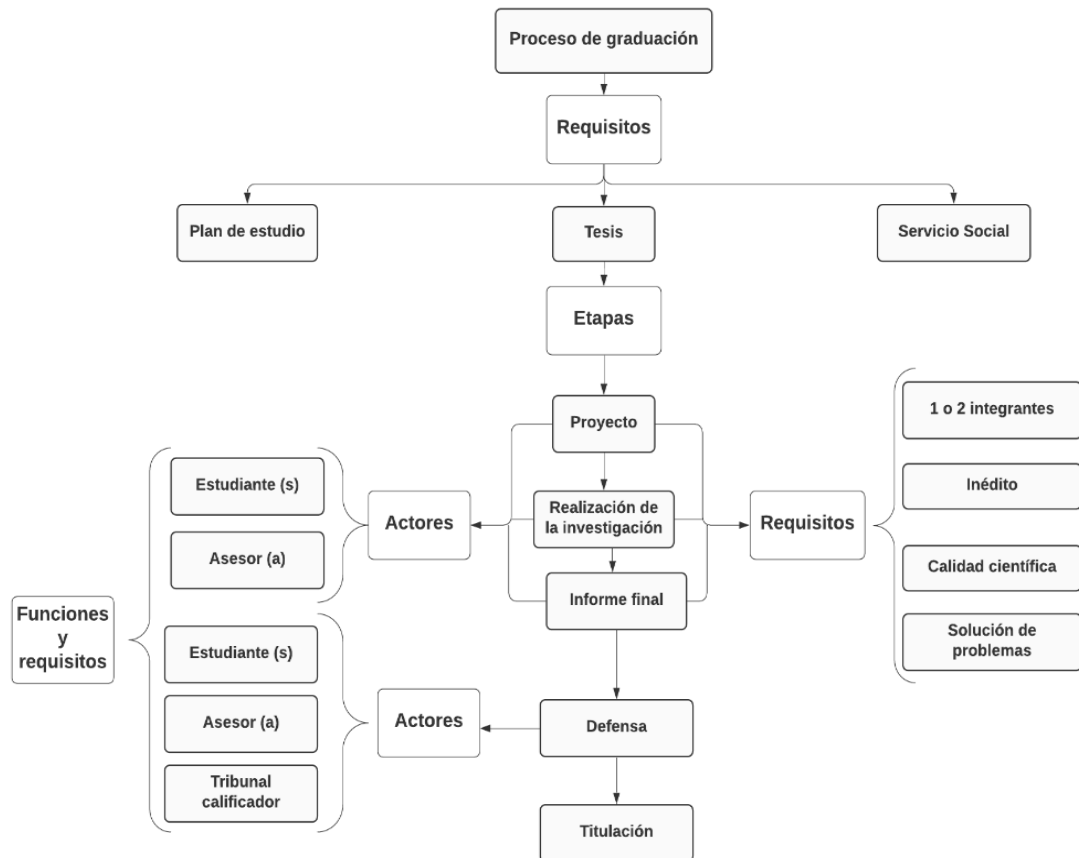 Proceso de graduación
Requisitos
Plan de estudio
Tesis
Servicio Social
Etapas
Proyecto
Realización de
la investigación
Informe final
Actores
Estudiante (s)
Asesor (a)
Requisitos
1 o 2 integrantes
Inédito
Calidad científica
Solución de
problemas
Funciones
y
requisitos
Estudiante (s)
Asesor (a)
Tribunal
calificador
Actores
Defensa
Titulación